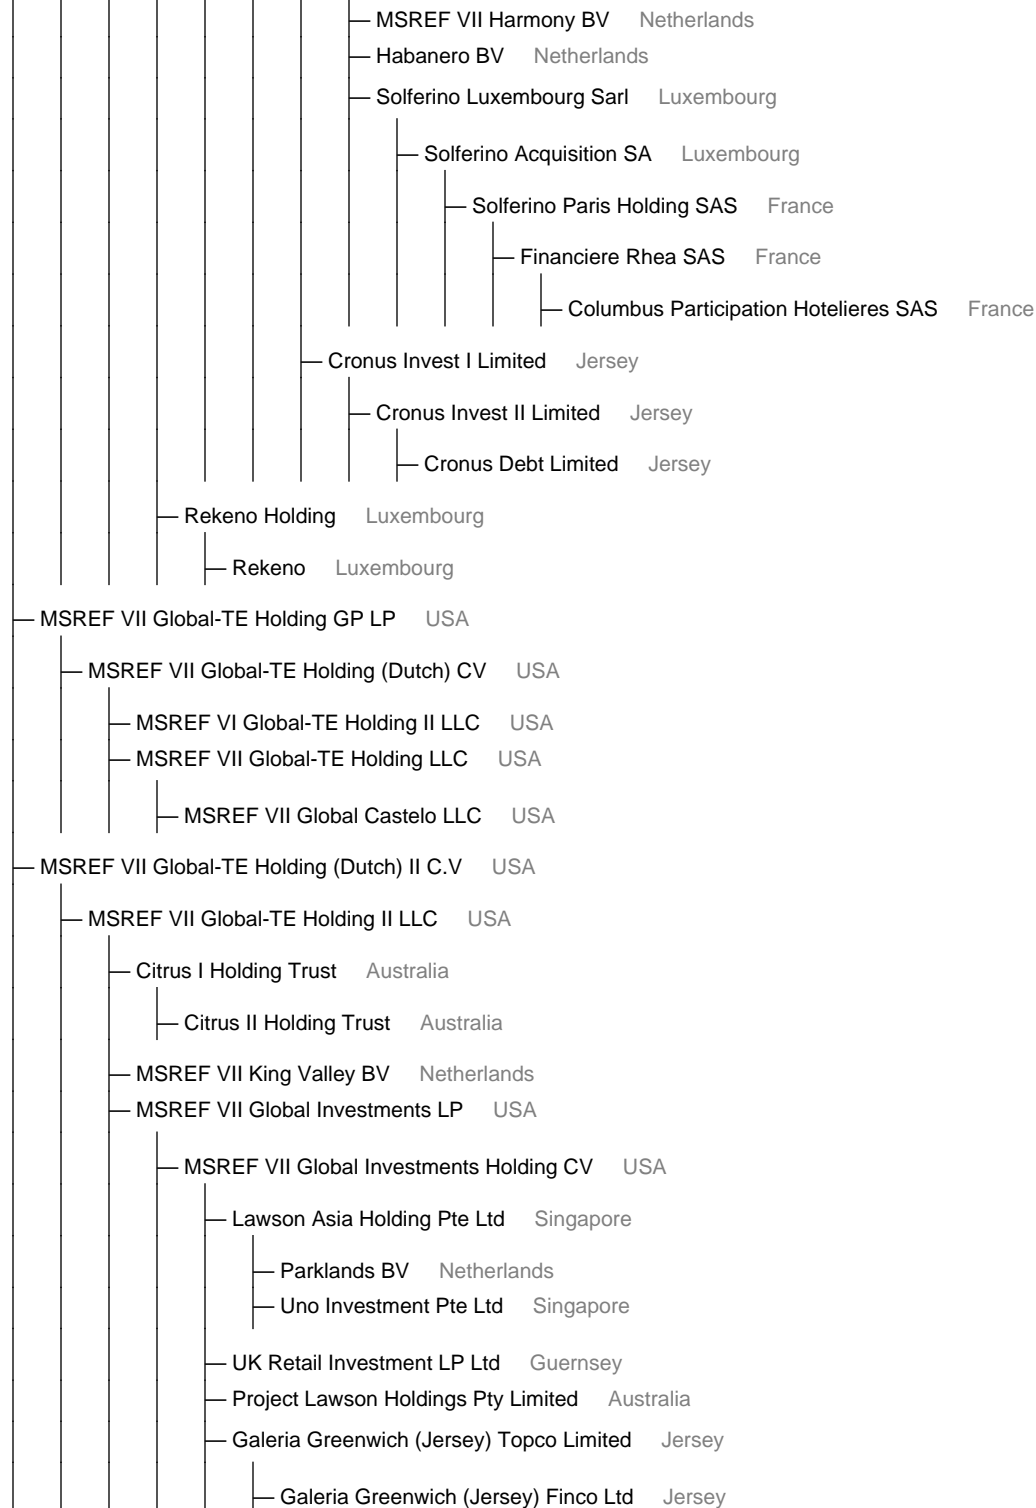 MSREF VII Harmony BV Netherlands
Habanero BV Netherlands
Solferino Luxembourg Sarl Luxembourg
Solferino Acquisition SA Luxembourg
Solferino Paris Holding SAS France
Financiere Rhea SAS France
Columbus Participation Hotelieres SAS France
Cronus Invest I Limited Jersey
Cronus Invest II Limited Jersey
Cronus Debt Limited Jersey
Rekeno Holding Luxembourg
Rekeno Luxembourg
MSREF VII Global-TE Holding GP LP USA
MSREF VII Global-TE Holding (Dutch) CV USA
MSREF VI Global-TE Holding II LLC USA
MSREF VII Global-TE Holding LLC USA
MSREF VII Global Castelo LLC USA
MSREF VII Global-TE Holding (Dutch) II C.V USA
MSREF VII Global-TE Holding II LLC USA
Citrus I Holding Trust Australia
Citrus II Holding Trust Australia
MSREF VII King Valley BV Netherlands
MSREF VII Global Investments LP USA
MSREF VII Global Investments Holding CV USA
Lawson Asia Holding Pte Ltd Singapore
Parklands BV Netherlands
Uno Investment Pte Ltd Singapore
UK Retail Investment LP Ltd Guernsey
Project Lawson Holdings Pty Limited Australia
Galeria Greenwich (Jersey) Topco Limited Jersey
Galeria Greenwich (Jersey) Finco Ltd Jersey